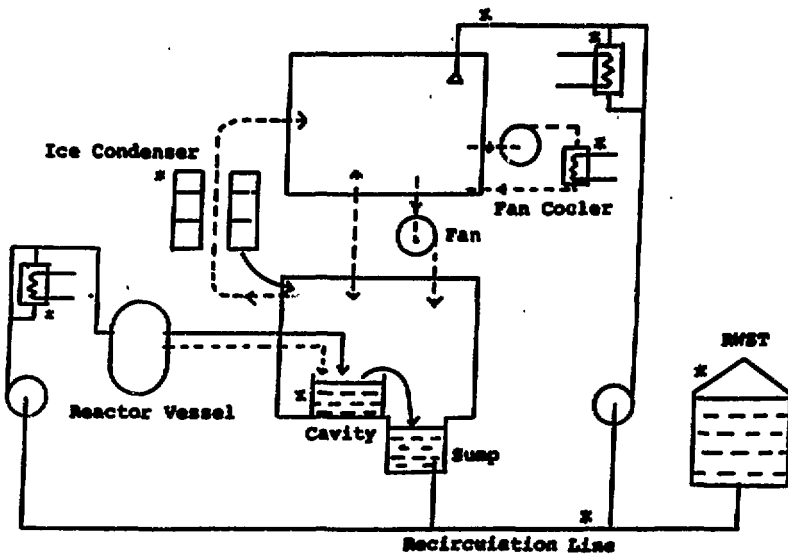 Ice Condenser
Fan Cooler
Fan
RWST
Reactor Vessel
Cavity
Sump
Recirculation Line